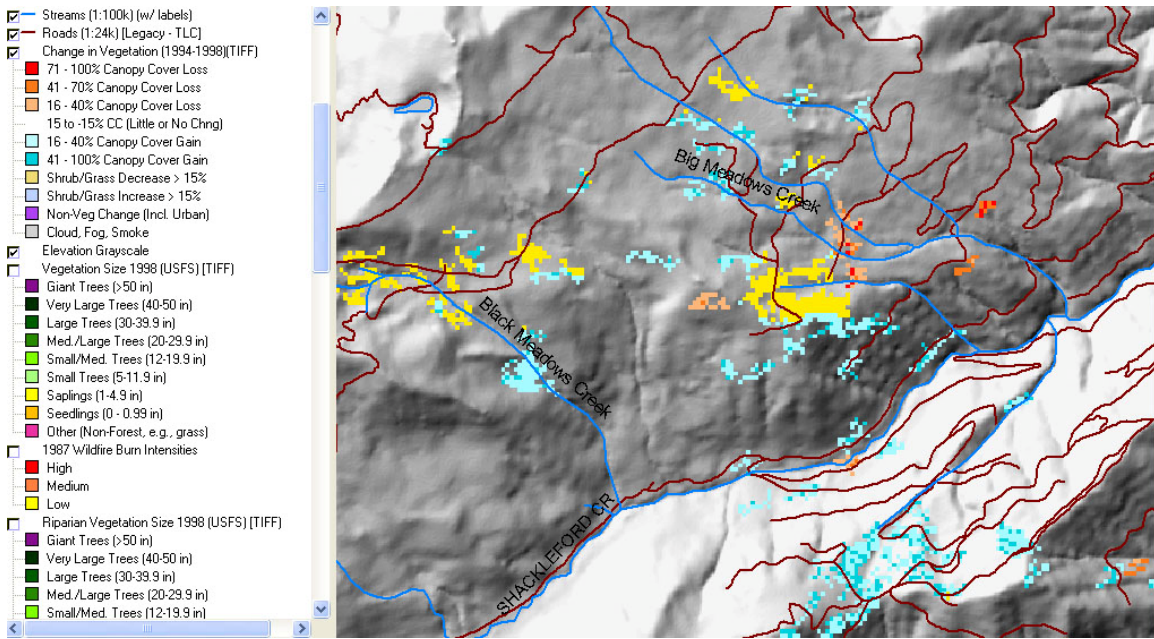 Streams (1:100k) (w/ labels)
Roads (1:24k) [Legacy - TLC]
Change in Vegetation (1994-1998)(TIFF)
71 - 100% Canopy Cover Loss
41 - 70% Canopy Cover Loss
16 - 40% Canopy Cover Loss
15 to -15% CC (Little or No Chng)
16 - 40% Canopy Cover Gain
41 - 100% Canopy Cover Gain
Shrub/Grass Decrease > 15%
Shrub/Grass Increase > 15%
Non-Veg Change (Incl. Urban)
Cloud, Fog, Smoke
Elevation Grayscale
Vegetation Size 1998 (USFS) [TIFF]
Giant Trees (>50 in)
Very Large Trees (40-50 in)
Large Trees (30-39.9 in)
Med./Large Trees (20-29.9 in)
Small/Med. Trees (12-19.9 in)
Small Trees (5-11.9 in)
Saplings (1-4.9 in)
Seedlings (0 - 0.99 in)
Other (Non-Forest, e.g., grass)
1987 Wildfire Burn Intensities
High
Medium
Low
Riparian Vegetation Size 1998 (USFS) [TIFF]
Giant Trees (>50 in)
Very Large Trees (40-50 in)
Large Trees (30-39.9 in)
Med./Large Trees (20-29.9 in)
Small/Med. Trees (12-19.9 in)
Big Meadows Creek
Black Meadows Creek
SHACKLEFORD CR